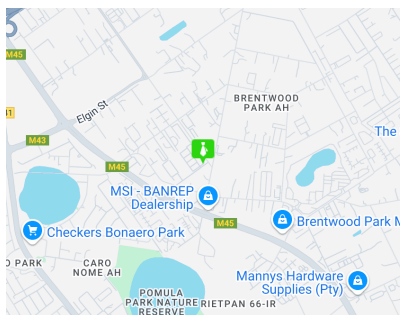 M45
Elgin St
BRENTWOOD
PARK AH
41
M43
The
M45
MSI - BANREP
Dealership
M45
Brentwood Park M
Checkers Bonaero Park
O PARK
CARO
NOME AH
Mannys Hardware
Supplies (Pty)
POMULA
PARK NATURE
RESERVE
RIETPAN 66-IR